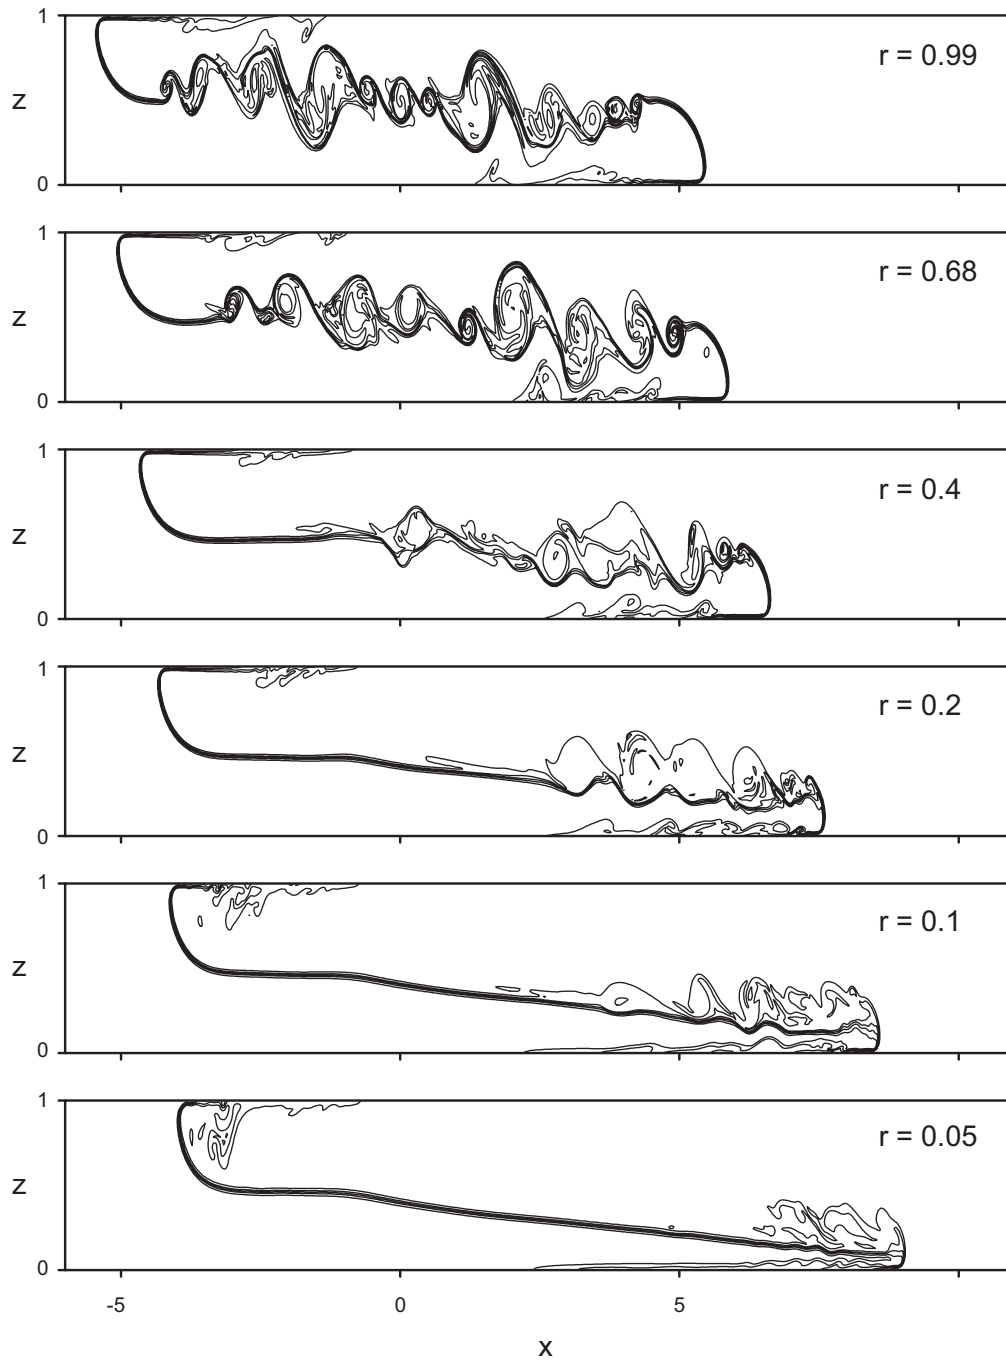 1
r = 0.99
z
0
1
r = 0.68
z
0
1
r = 0.4
z
0
1
r = 0.2
z
0
1
r = 0.1
z
0
1
r = 0.05
z
0
-5 0 5
x